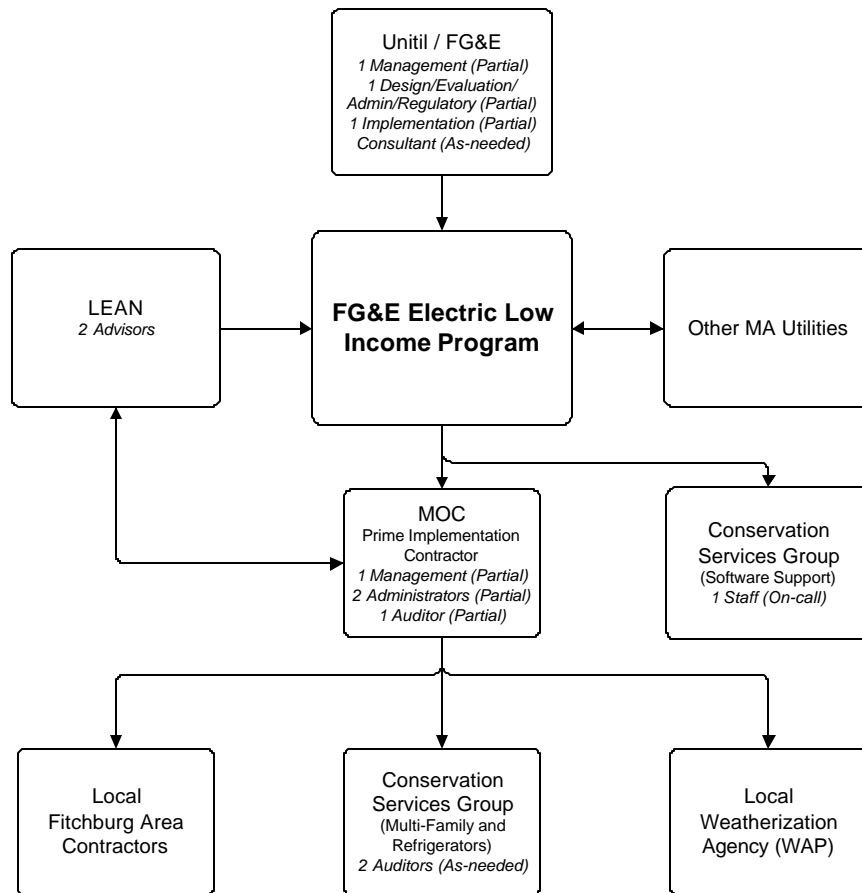 Unitil / FG&E
1 Management (Partial)
1 Design/Evaluation/
Admin/Regulatory (Partial)
1 Implementation (Partial)
Consultant (As-needed)
LEAN
2 Advisors
FG&E Electric Low
Income Program
Other MA Utilities
MOC
Prime Implementation
Contractor
1 Management (Partial)
2 Administrators (Partial)
1 Auditor (Partial)
Conservation
Services Group
(Software Support)
1 Staff (On-call)
Local
Fitchburg Area
Contractors
Conservation
Services Group
(Multi-Family and
Refrigerators)
2 Auditors (As-needed)
Local
Weatherization
Agency (WAP)